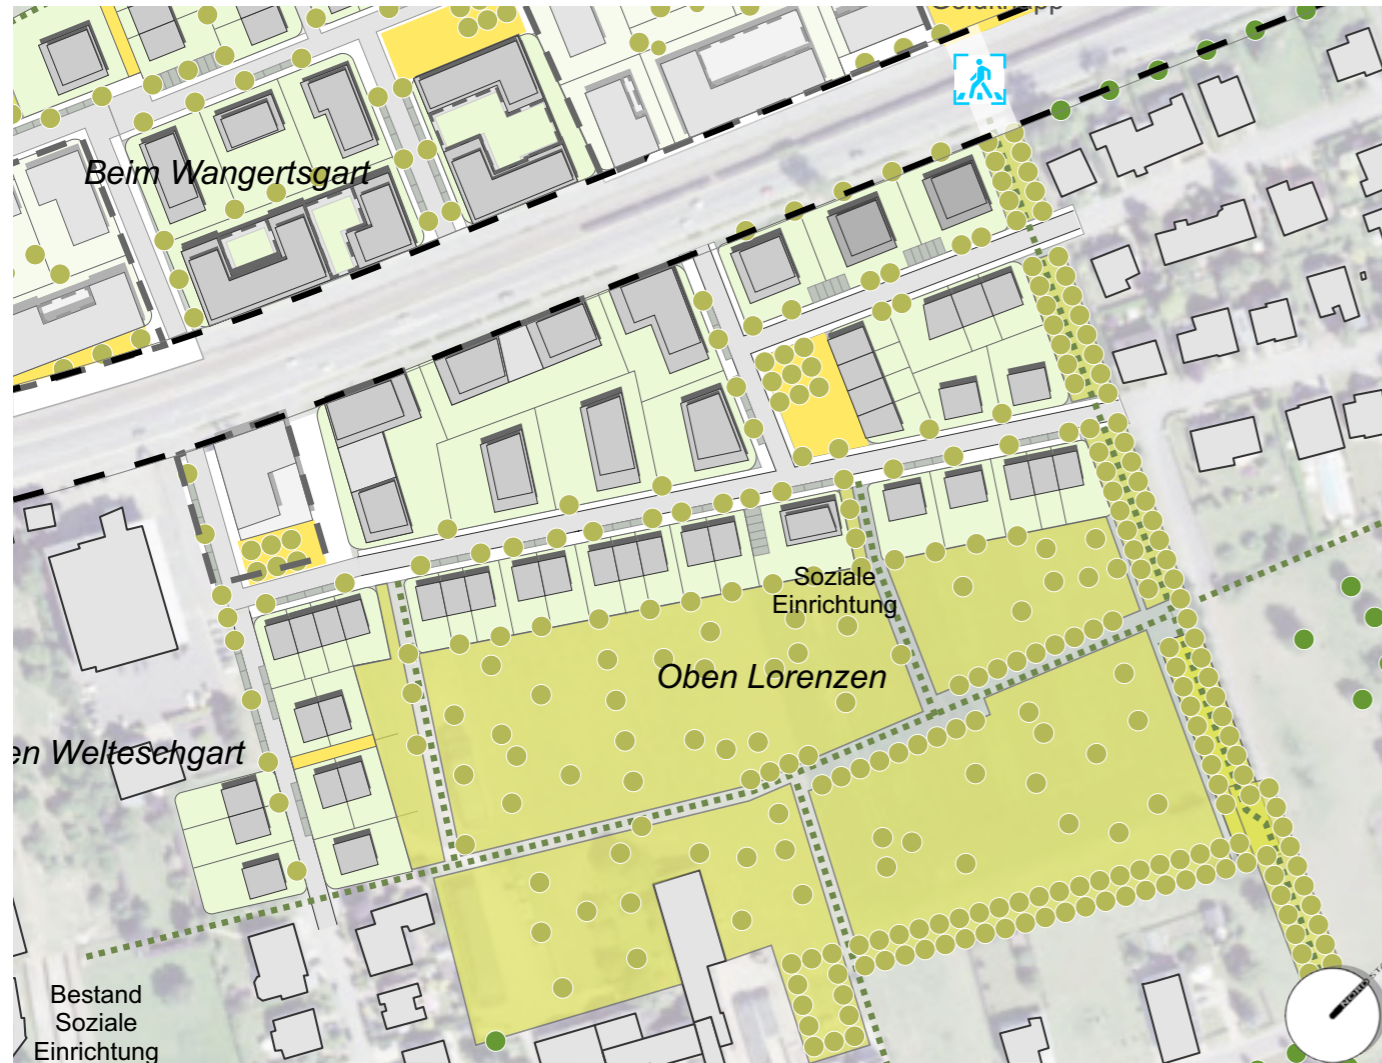 Beim Wangertsgart
Soziale
Einrichtung
Oben Lorenzen
en Welteschgart
Bestand
Soziale
Einrichtung